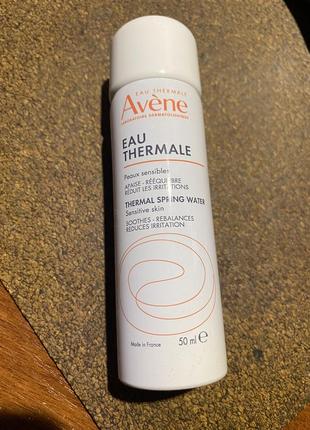 EAU THERMALE
Avène
LABORATOIRE DERMATOLOGIQUE
EAU
THERMALE
Peaux sensibles
APAISE - RÉÉQUILIBRE
RÉDUIT LES IRRITATIONS
THERMAL SPRING WATER
Sensitive skin
SOOTHES - REBALANCES
REDUCES IRRITATION
Made in France
50 ml e